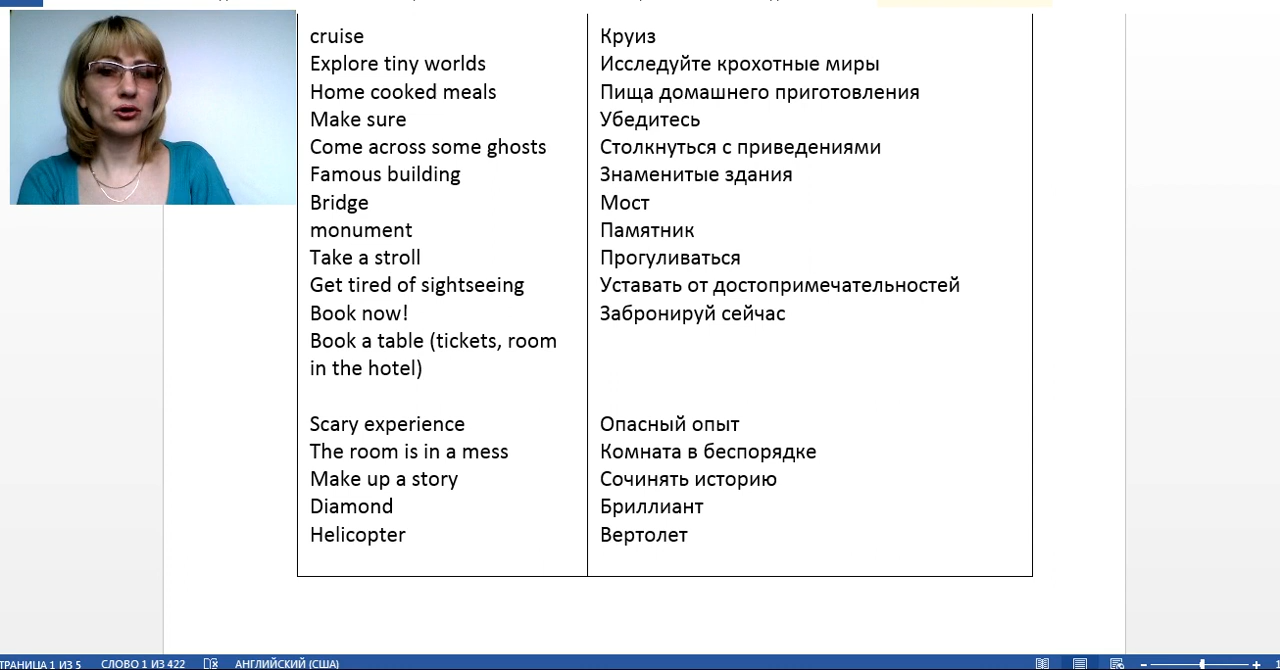 cruise
Круиз
Explore tiny worlds
Исследуйте крохотные миры
Home cooked meals
Пища домашнего приготовления
Make sure
Убедитесь
Come across some ghosts
Столкнуться с приведениями
Famous building
Знаменитые здания
Bridge
Мост
monument
Памятник
Take a stroll
Прогуливаться
Get tired of sightseeing
Уставать от достопримечательностей
Book now!
Забронируй сейчас
Book a table (tickets, room
in the hotel)
Scary experience
Опасный опыт
The room is in a mess
Комната в беспорядке
Make up a story
Сочинять историю
Diamond
Бриллиант
Helicopter
Вертолет
ТРАНИЦА 1 ИЗ 5 СЛОВО 1 ИЗ 422 АНГЛИЙСКИЙ (США)